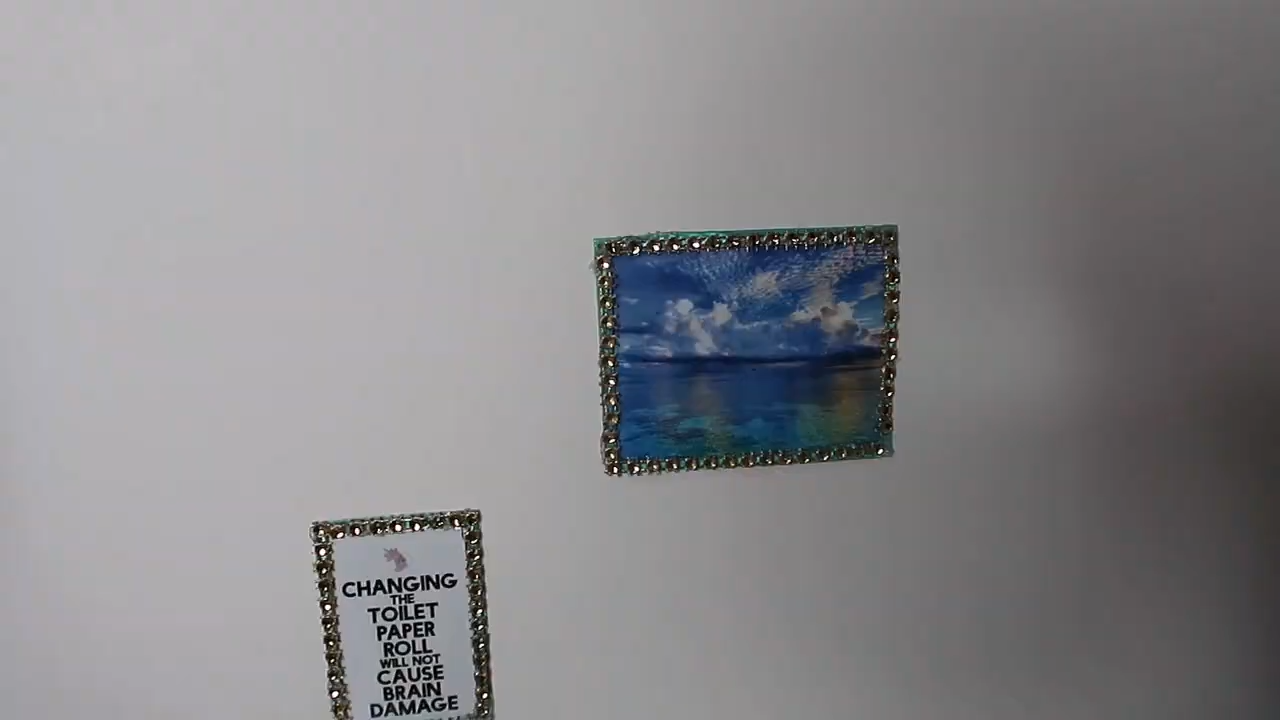 CHANGING
THE
TOILET
PAPER
ROLL
WILL NOT
CAUSE
BRAIN
DAMAGE